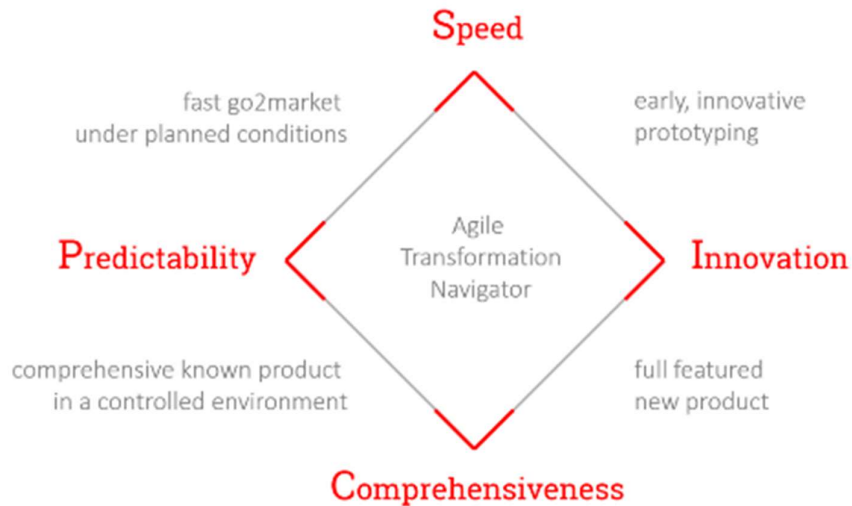 Speed
fast go2market
under planned conditions
early, innovative
prototyping
Agile
Transformation
Navigator
Predictability
Innovation
comprehensive known product
in a controlled environment
full featured
new product
Comprehensiveness